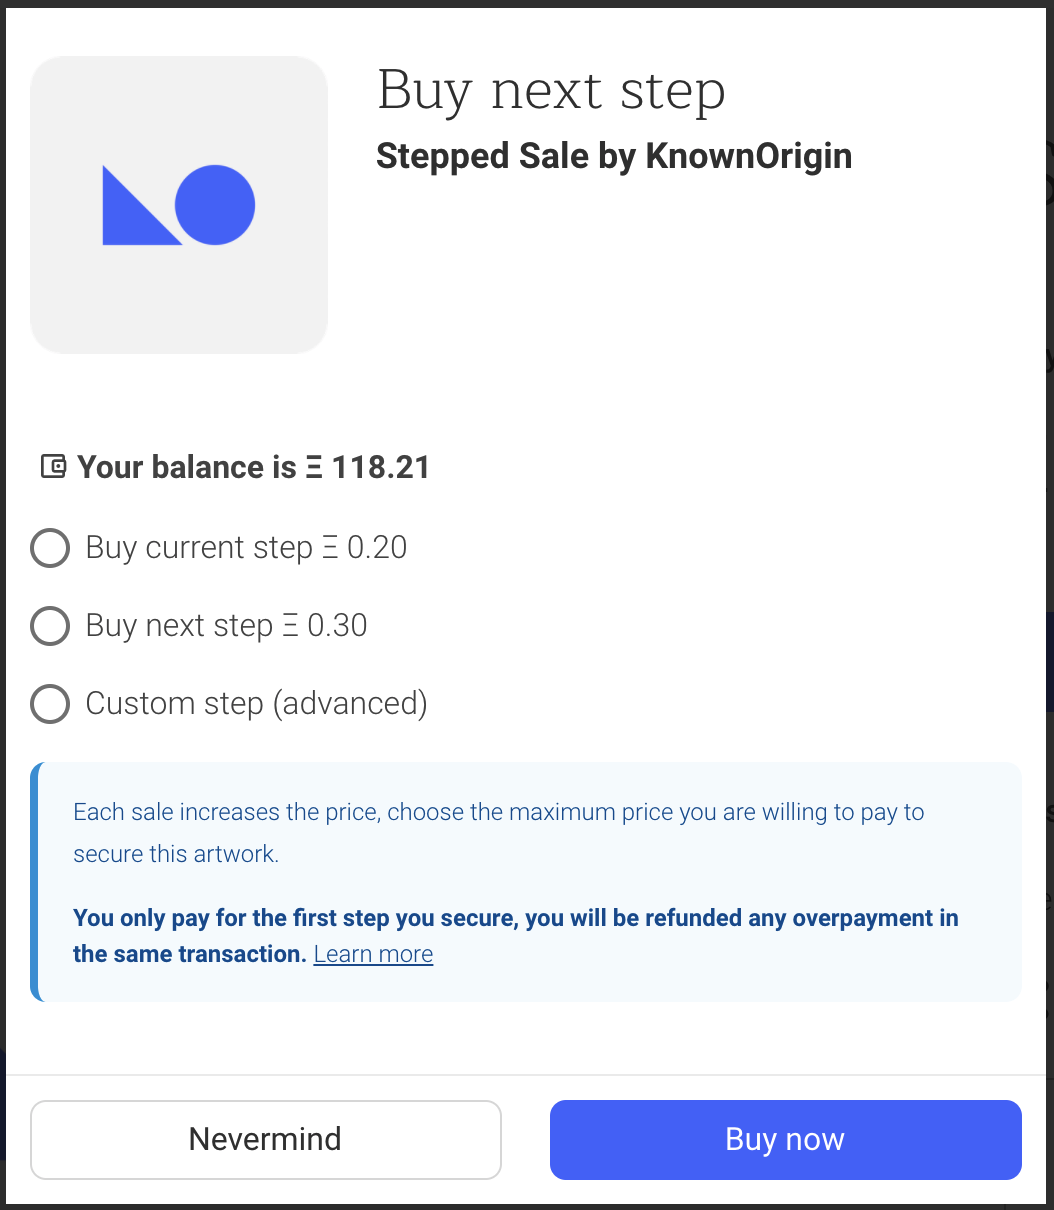 Buy next step
Stepped Sale by KnownOrigin
Your balance is Ξ 118.21
Buy current step Ξ 0.20
Buy next step Ξ 0.30
Custom step (advanced)
Each sale increases the price, choose the maximum price you are willing to pay to
secure this artwork.
You only pay for the first step you secure, you will be refunded any overpayment in
the same transaction. Learn more
Nevermind
Buy now